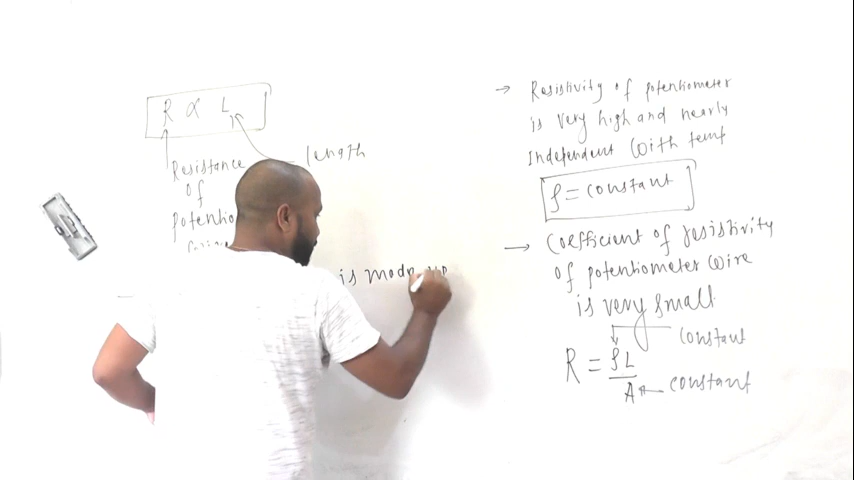 R ∝ L
length
Resistance
of
potentio
is made up
→ Resistivity of potentiometer
is very high and nearly
independent with temp
ρ = constant
→ Coefficient of resistivity
of potentiometer wire
is very small
constant
R = ρL
A ← constant